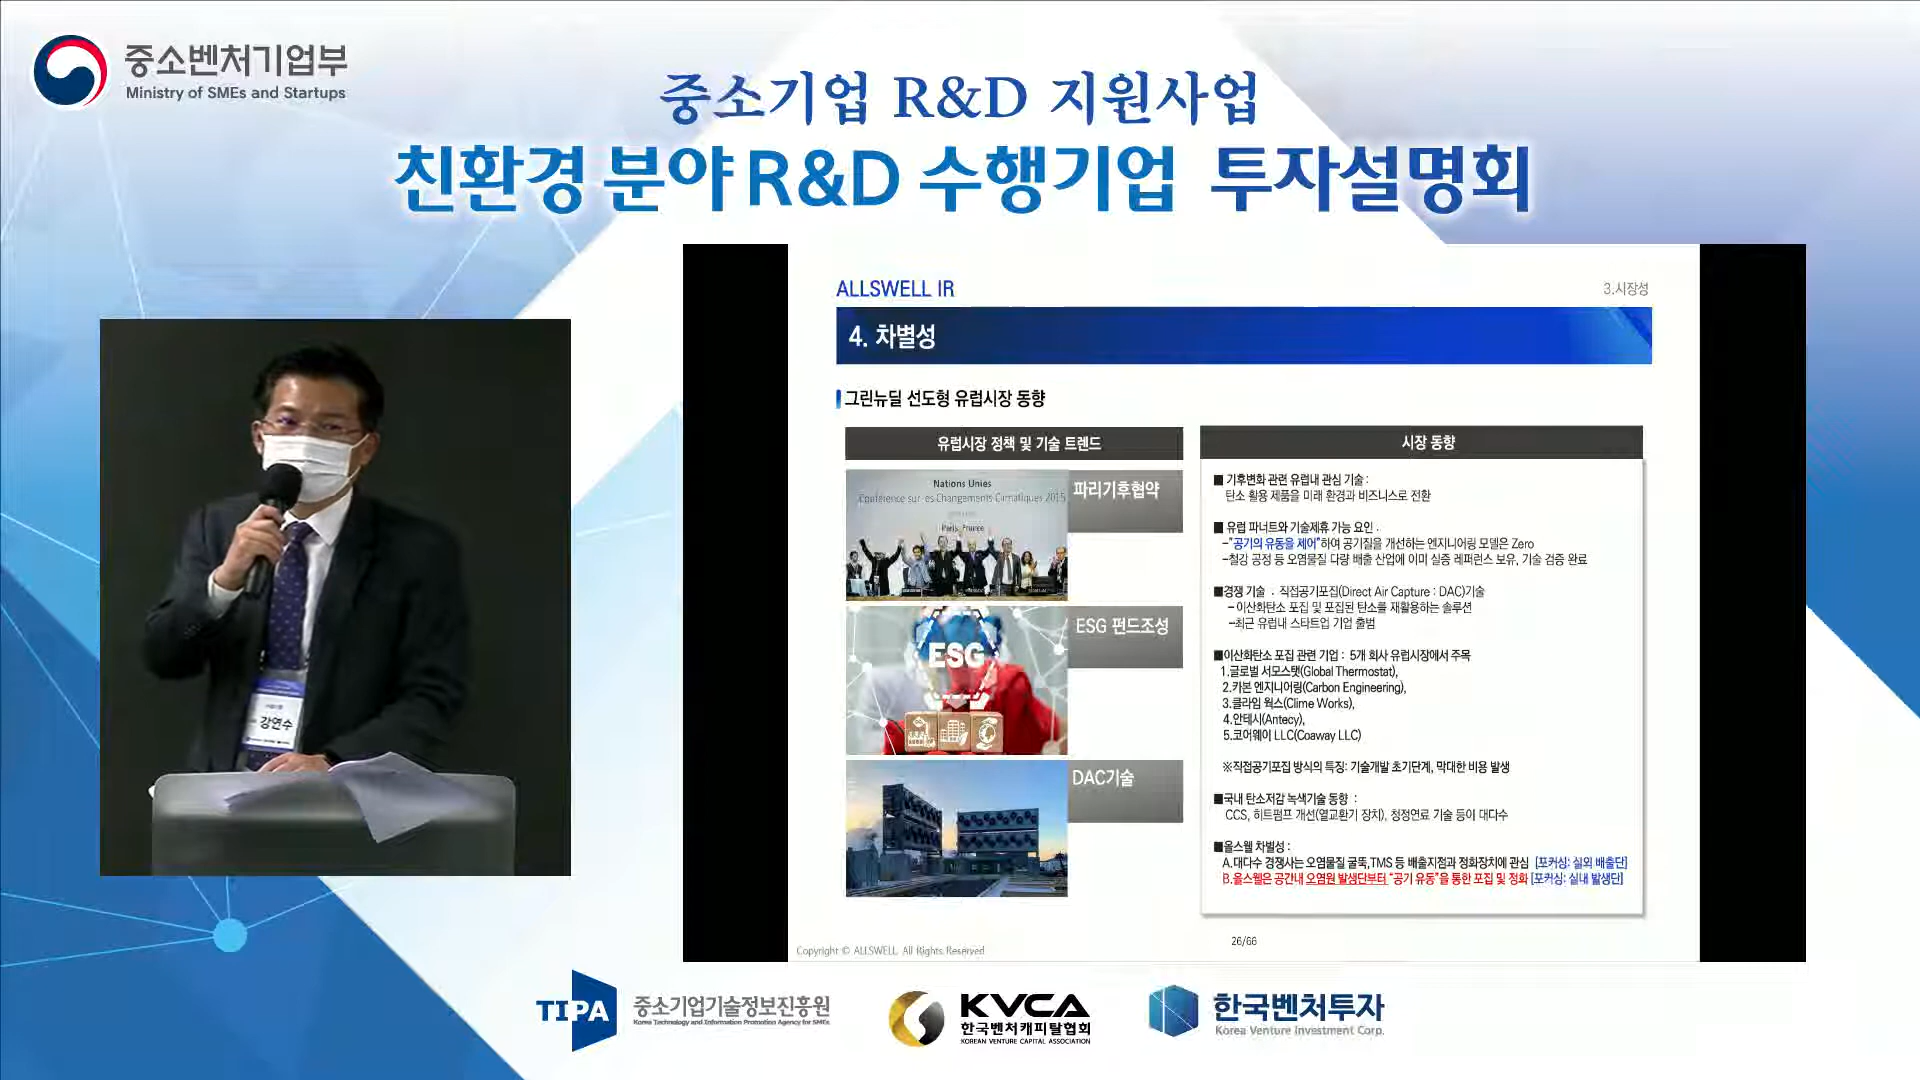 중소벤처기업부
Ministry of SMEs and Startups
중소기업 R&D 지원사업
친환경 분야 R&D 수행기업 투자설명회
ALLSWELL IR
3.시장성
4. 차별성
그린뉴딜 선도형 유럽시장 동향
유럽시장 정책 및 기술 트렌드
Nations Unies
Conférence sur les Changements Climatiques 2015
Paris, France
파리기후협약
ESG
ESG 펀드조성
DAC기술
시장 동향
■ 기후변화 관련 유럽내 관심 기술 :
탄소 활용 제품을 미래 환경과 비즈니스로 전환
■ 유럽 파너트와 기술제휴 가능 요인 :
-"공기의 유동을 제어"하여 공기질을 개선하는 엔지니어링 모델은 Zero
-철강 공정 등 오염물질 다량 배출 산업에 이미 실증 레퍼런스 보유, 기술 검증 완료
■경쟁 기술 : 직접공기포집(Direct Air Capture : DAC)기술
- 이산화탄소 포집 및 포집된 탄소를 재활용하는 솔루션
-최근 유럽내 스타트업 기업 출범
■이산화탄소 포집 관련 기업 : 5개 회사 유럽시장에서 주목
1.글로벌 서모스탯(Global Thermostat),
2.카본 엔지니어링(Carbon Engineering),
3.클라임 웍스(Clime Works),
4.안테시(Antecy),
5.코어웨이 LLC(Coaway LLC)
※직접공기포집 방식의 특징: 기술개발 초기단계, 막대한 비용 발생
■국내 탄소저감 녹색기술 동향 :
CCS, 히트펌프 개선(열교환기 장치), 청정연료 기술 등이 대다수
■올스웰 차별성 :
A.대다수 경쟁사는 오염물질 굴뚝,TMS 등 배출지점과 정화장치에 관심 [포커싱: 실외 배출단]
B.올스웰은 공간내 오염원 발생단부터 "공기 유동"을 통한 포집 및 정화 [포커싱: 실내 발생단]
26/66
Copyright © ALLSWELL. All Rights Reserved
강연수
TIPA
중소기업기술정보진흥원
Korea Technology and Information Promotion Agency for SMEs
KVCA
한국벤처캐피탈협회
KOREAN VENTURE CAPITAL ASSOCIATION
한국벤처투자
Korea Venture Investment Corp.